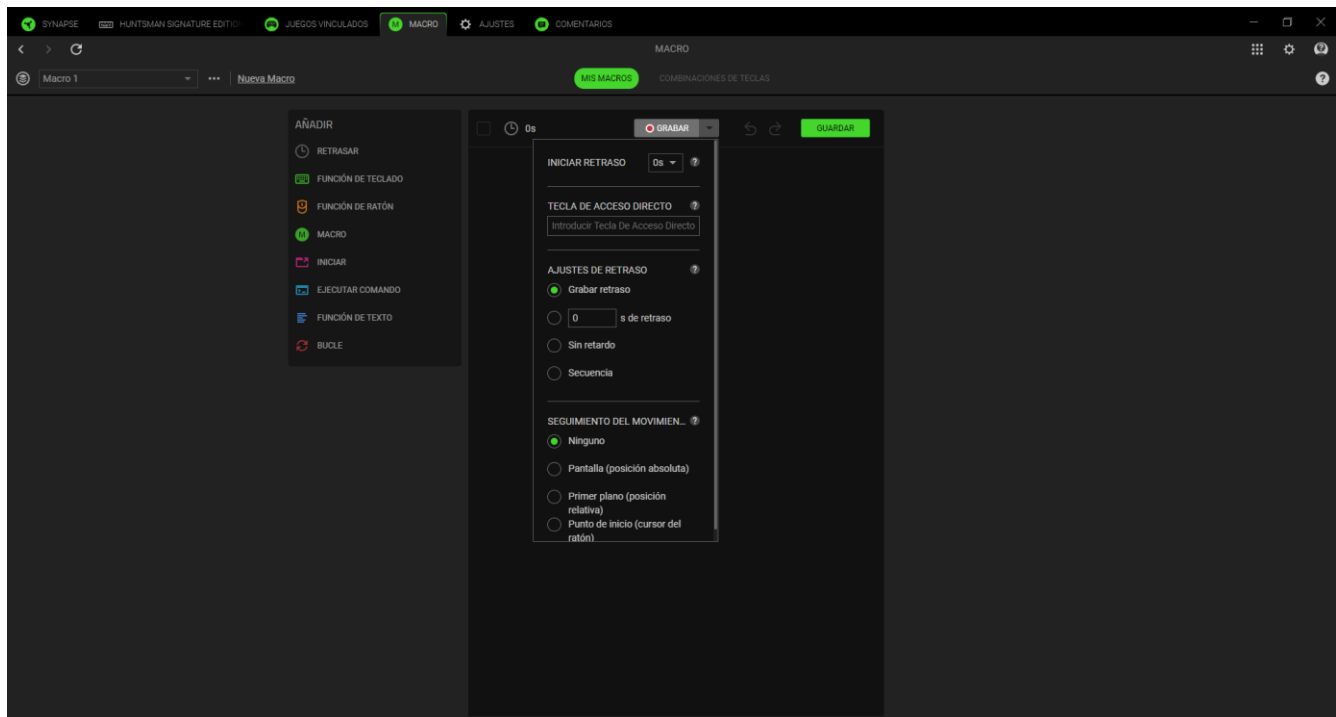 SYNAPSE
HUNTSMAN SIGNATURE EDITIO
JUEGOS VINCULADOS
MACRO
AJUSTES
COMENTARIOS
MACRO
Macro 1
Nueva Macro
MIS MACROS
COMBINACIONES DE TECLAS
AÑADIR
RETRASAR
FUNCIÓN DE TECLADO
FUNCIÓN DE RATÓN
MACRO
INICIAR
EJECUTAR COMANDO
FUNCIÓN DE TEXTO
BUCLE
0s
GRABAR
GUARDAR
INICIAR RETRASO
0s
TECLA DE ACCESO DIRECTO
Introducir Tecla De Acceso Directo
AJUSTES DE RETRASO
Grabar retraso
0 s de retraso
Sin retardo
Secuencia
SEGUIMIENTO DEL MOVIMIEN...
Ninguno
Pantalla (posición absoluta)
Primer plano (posición
relativa)
Punto de inicio (cursor del
ratón)